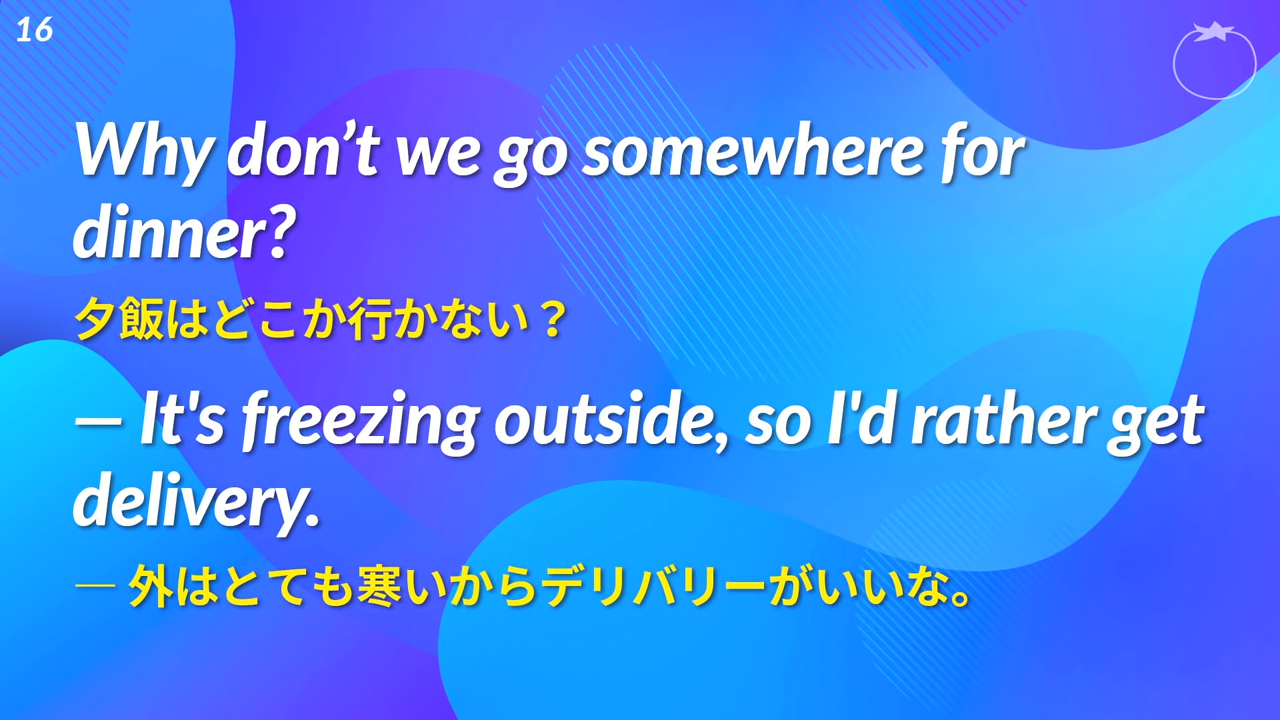 16
Why don’t we go somewhere for
dinner?
夕飯はどこか行かない？
— It's freezing outside, so I'd rather get
delivery.
— 外はとても寒いからデリバリーがいいな。